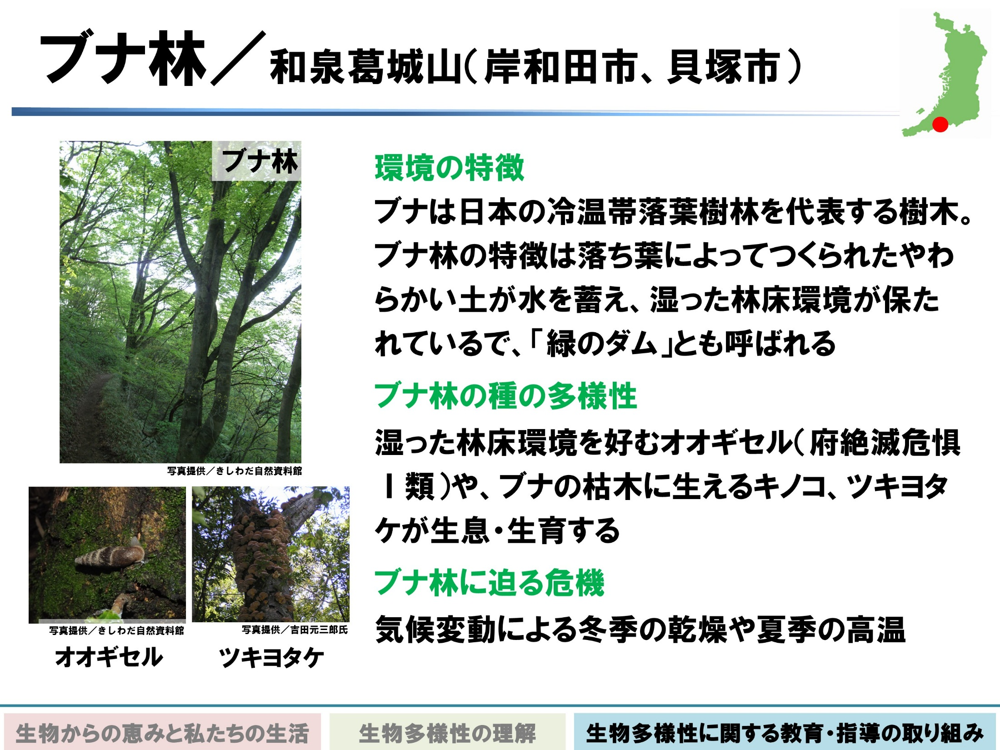 ブナ林／和泉葛城山（岸和田市、貝塚市）
ブナ林
写真提供／きしわだ自然資料館
写真提供／きしわだ自然資料館
オオギセル
写真提供／吉田元三郎氏
ツキヨタケ
環境の特徴
ブナは日本の冷温帯落葉樹林を代表する樹木。
ブナ林の特徴は落ち葉によってつくられたやわ
らかい土が水を蓄え、湿った林床環境が保た
れているで、「緑のダム」とも呼ばれる
ブナ林の種の多様性
湿った林床環境を好むオオギセル（府絶滅危惧
Ⅰ類）や、ブナの枯木に生えるキノコ、ツキヨタ
ケが生息・生育する
ブナ林に迫る危機
気候変動による冬季の乾燥や夏季の高温
生物からの恵みと私たちの生活
生物多様性の理解
生物多様性に関する教育・指導の取り組み